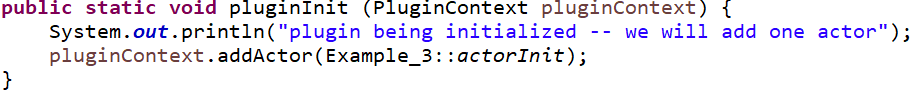 public static void pluginInit (PluginContext pluginContext) {
    System.out.println("plugin being initialized -- we will add one actor");
    pluginContext.addActor(Example_3::actorInit);
}